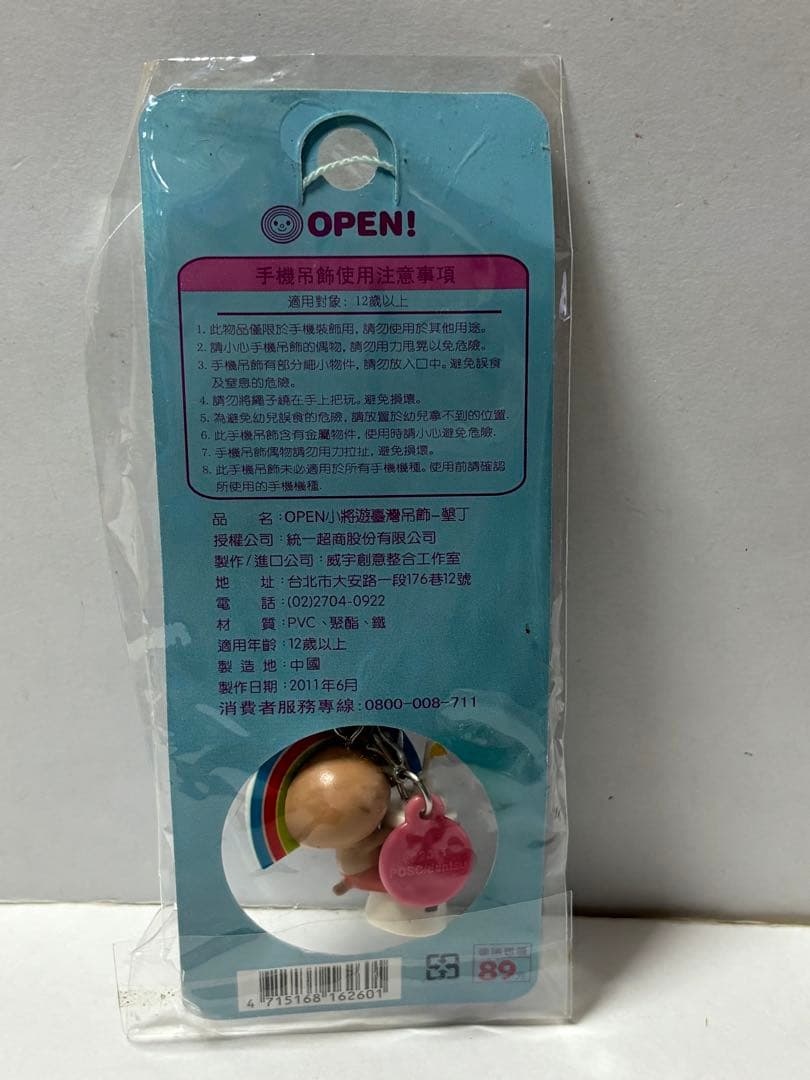 OPEN!
手機吊飾使用注意事項
適用對象: 12歲以上
1. 此物品僅限於手機裝飾用, 請勿使用於其他用途。
2. 請小心手機吊飾的偶物, 請勿用力甩晃以免危險。
3. 手機吊飾有部分細小物件, 請勿放入口中。避免誤食
及窒息的危險。
4. 請勿將繩子繞在手上把玩。避免損壞。
5. 為避免幼兒誤食的危險, 請放置於幼兒拿不到的位置.
6. 此手機吊飾含有金屬物件, 使用時請小心避免危險.
7. 手機吊飾偶物請勿用力拉扯, 避免損壞。
8. 此手機吊飾未必適用於所有手機機種。使用前請確認
所使用的手機機種.
品 名:OPEN小將遊臺灣吊飾-墾丁
授權公司:統一超商股份有限公司
製作/進口公司:威宇創意整合工作室
地 址:台北市大安路一段176巷12號
電 話:(02)2704-0922
材 質:PVC、聚酯、鐵
適用年齡:12歲以上
製 造 地:中國
製作日期:2011年6月
消費者服務專線:0800-008-711
PCSC
4 715168 162601
89